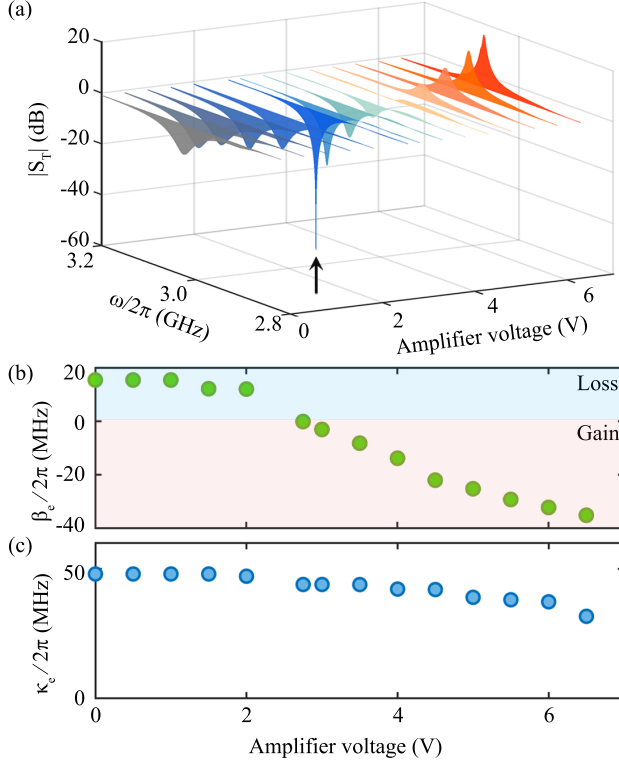 (a)
20
0
-20
-40
-60
|S_T| (dB)
3.2
3.0
2.8
ω/2π (GHz)
0
2
4
6
Amplifier voltage (V)
(b)
20
0
-20
-40
β_e/2π (MHz)
Loss
Gain
(c)
50
0
κ_e/2π (MHz)
0
2
4
6
Amplifier voltage (V)